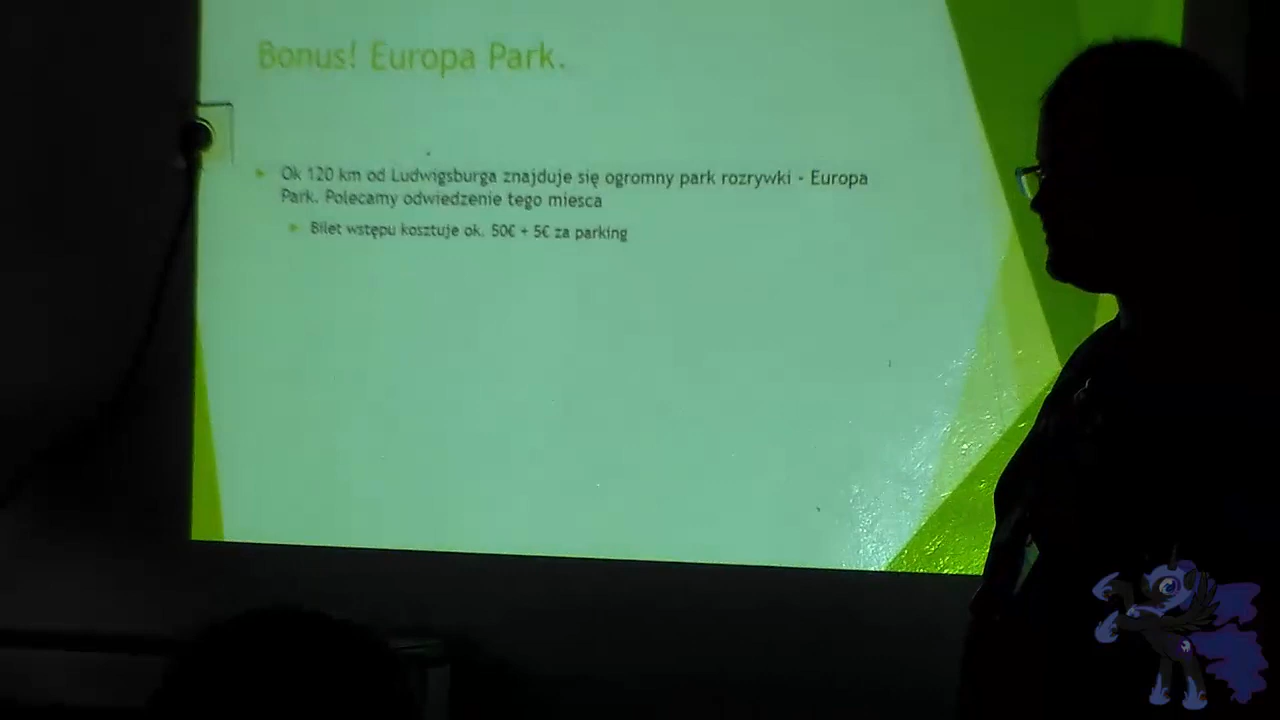 Bonus! Europa Park.
Ok 120 km od Ludwigsburga znajduje się ogromny park rozrywki - Europa
Park. Polecamy odwiedzenie tego miesca
Bilet wstępu kosztuje ok. 50€ + 5€ za parking